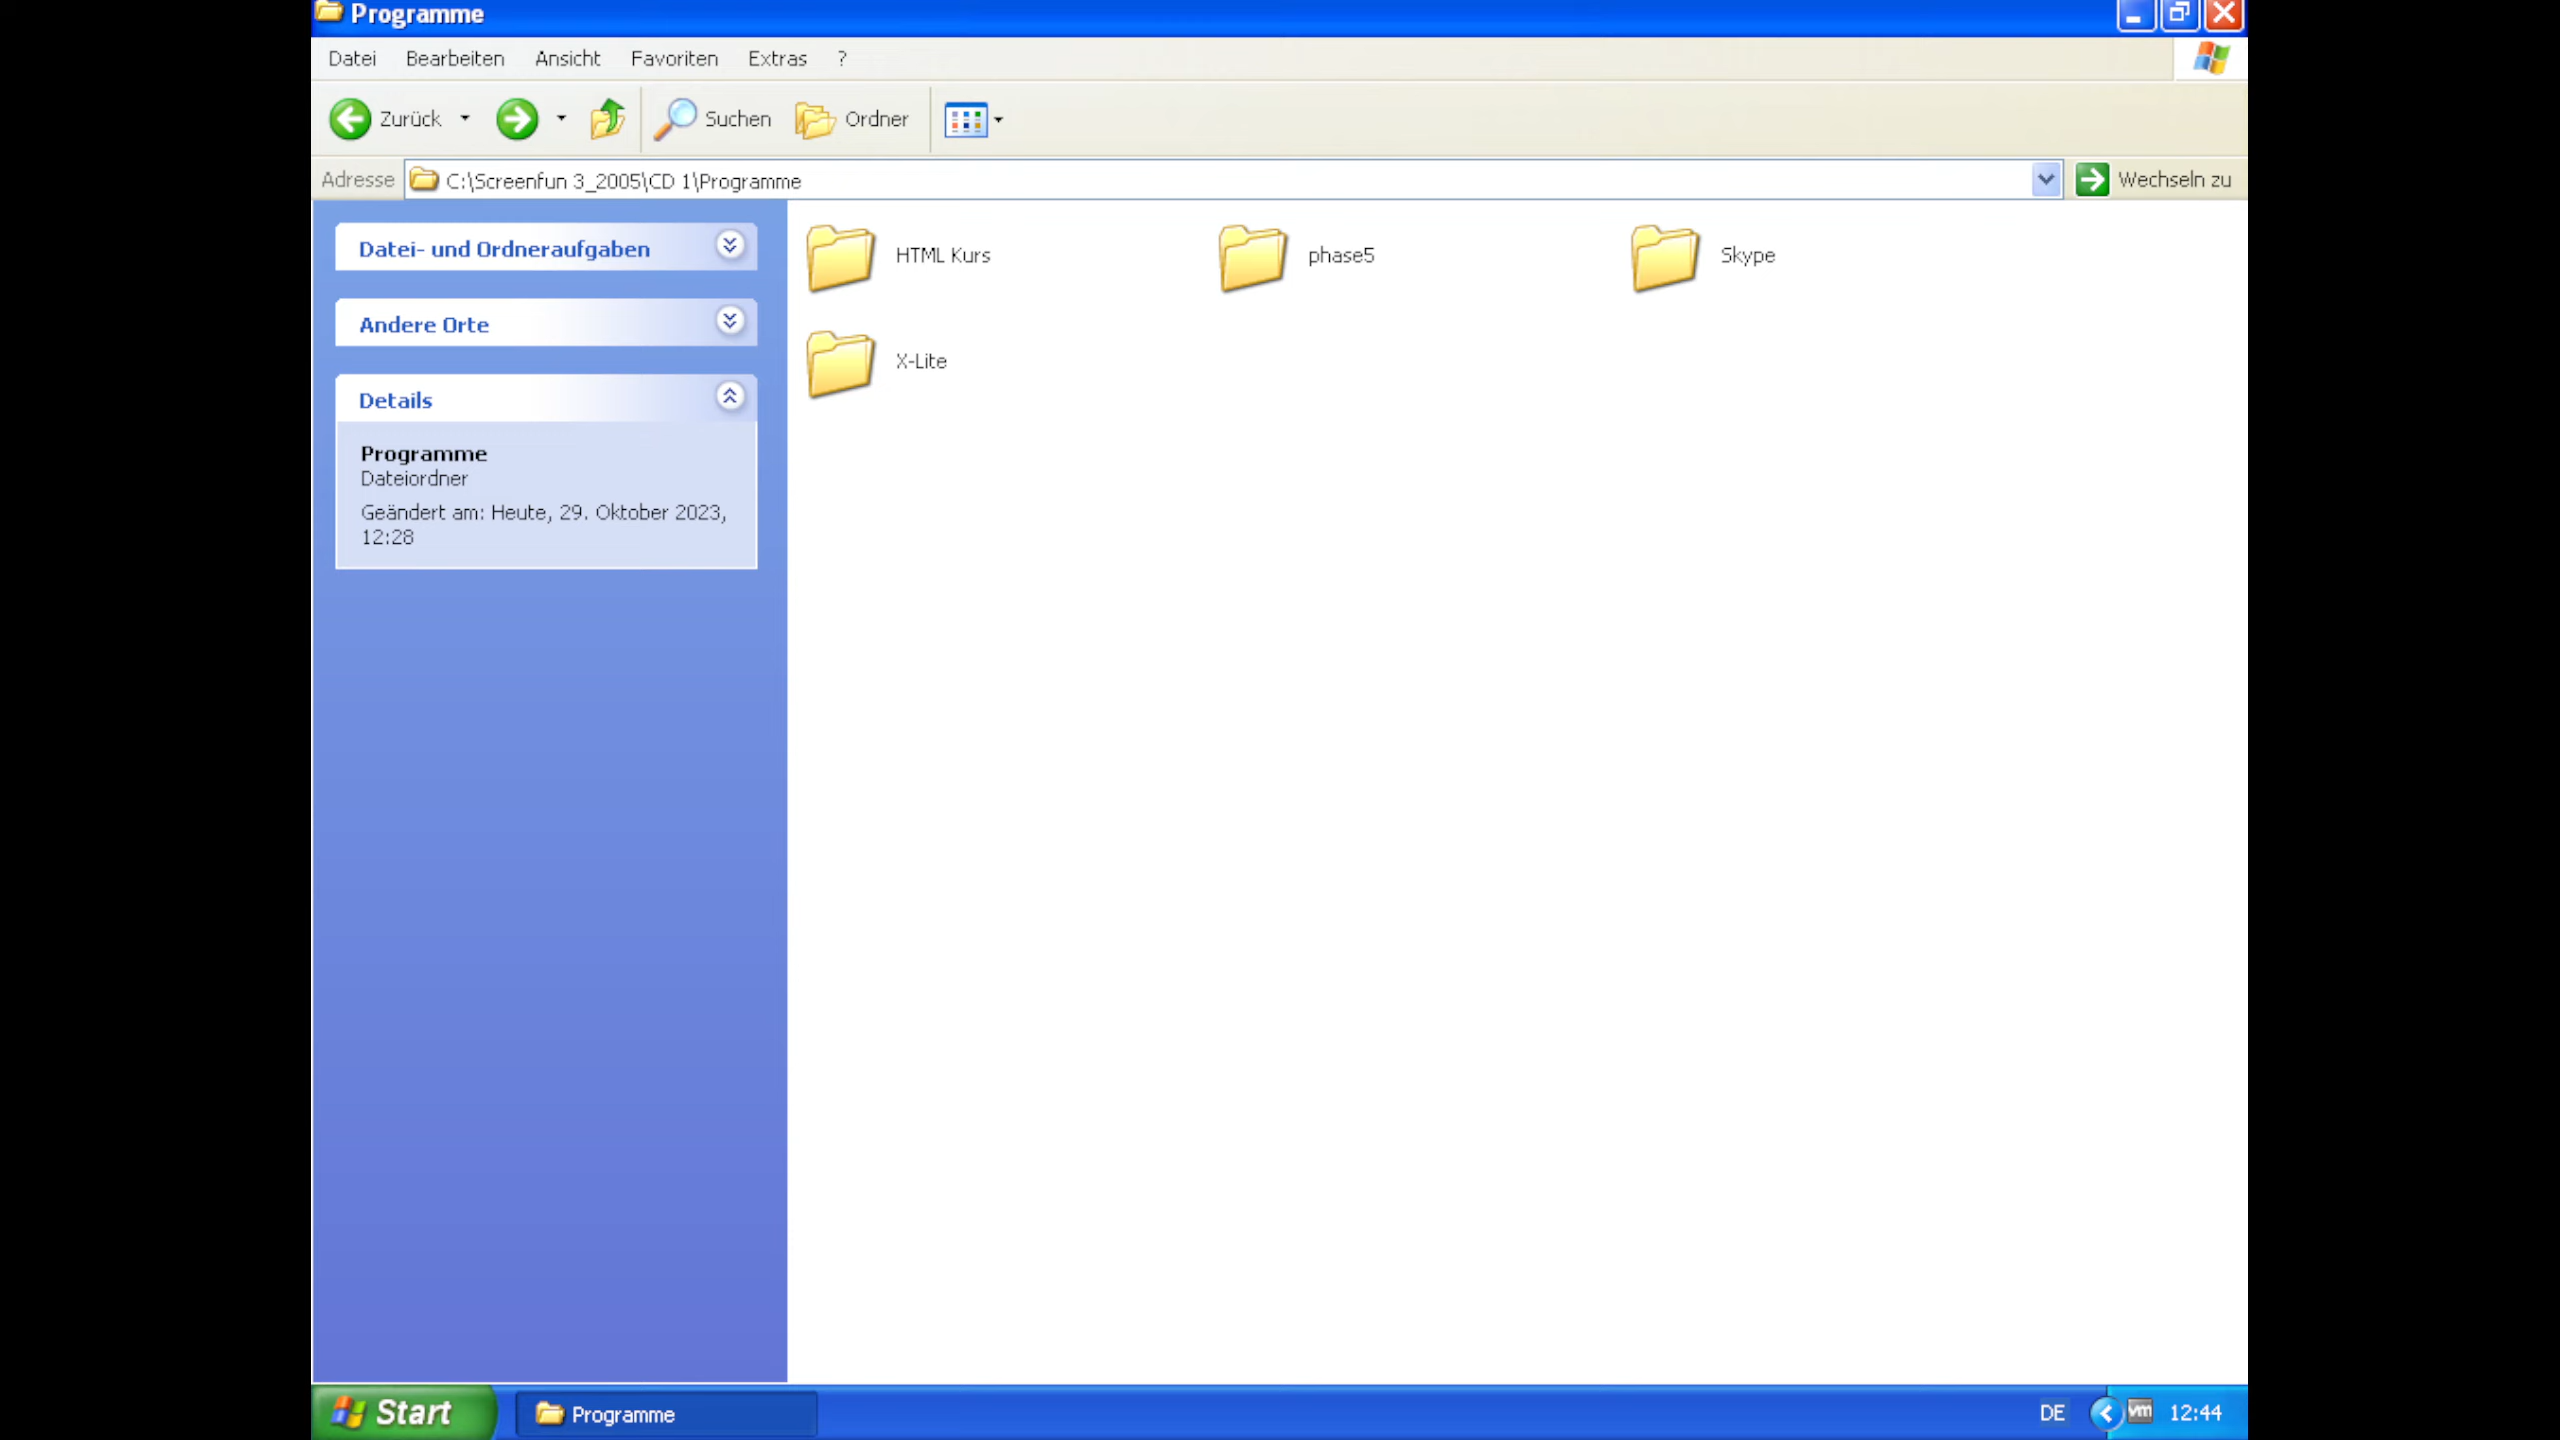 Programme
Datei Bearbeiten Ansicht Favoriten Extras ?
Zurück Suchen Ordner
Adresse C:\Screenfun 3_2005\CD 1\Programme Wechseln zu
Datei- und Ordneraufgaben
Andere Orte
Details
Programme
Dateiordner
Geändert am: Heute, 29. Oktober 2023,
12:28
HTML Kurs phase5 Skype
X-Lite
Start Programme DE vm 12:44